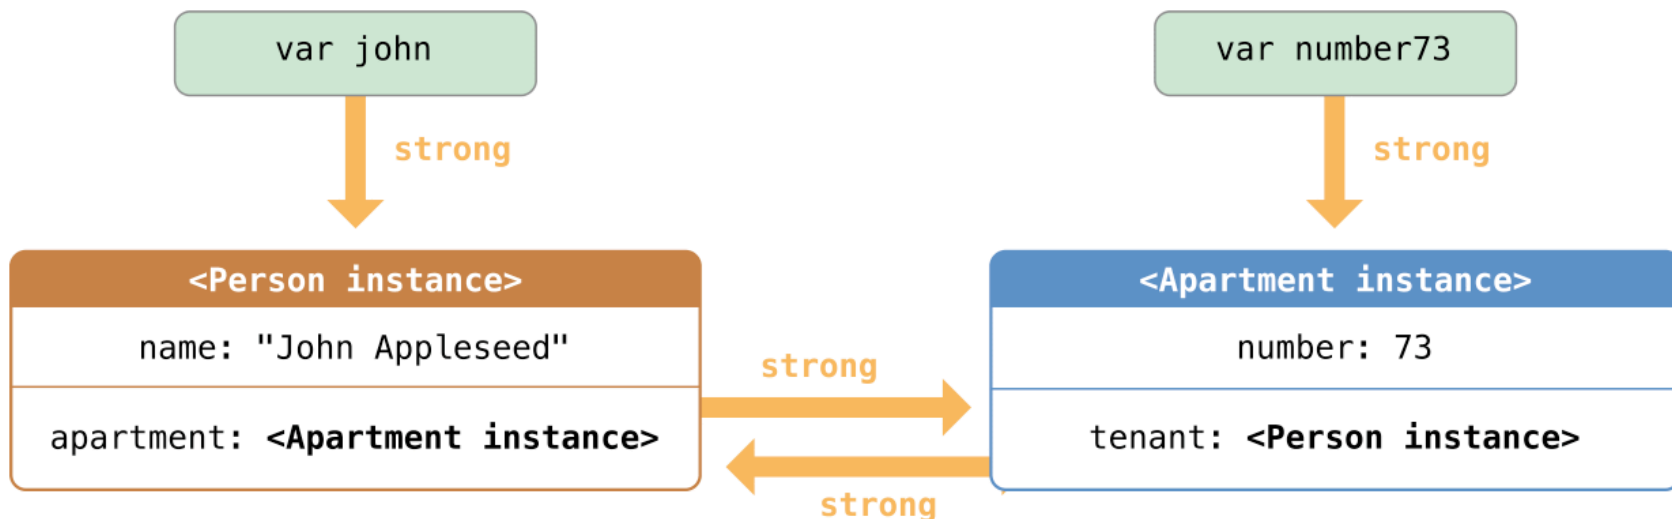 var john
var number73
strong
strong
<Person instance>
<Apartment instance>
name: "John Appleseed"
number: 73
strong
apartment: <Apartment instance>
tenant: <Person instance>
strong